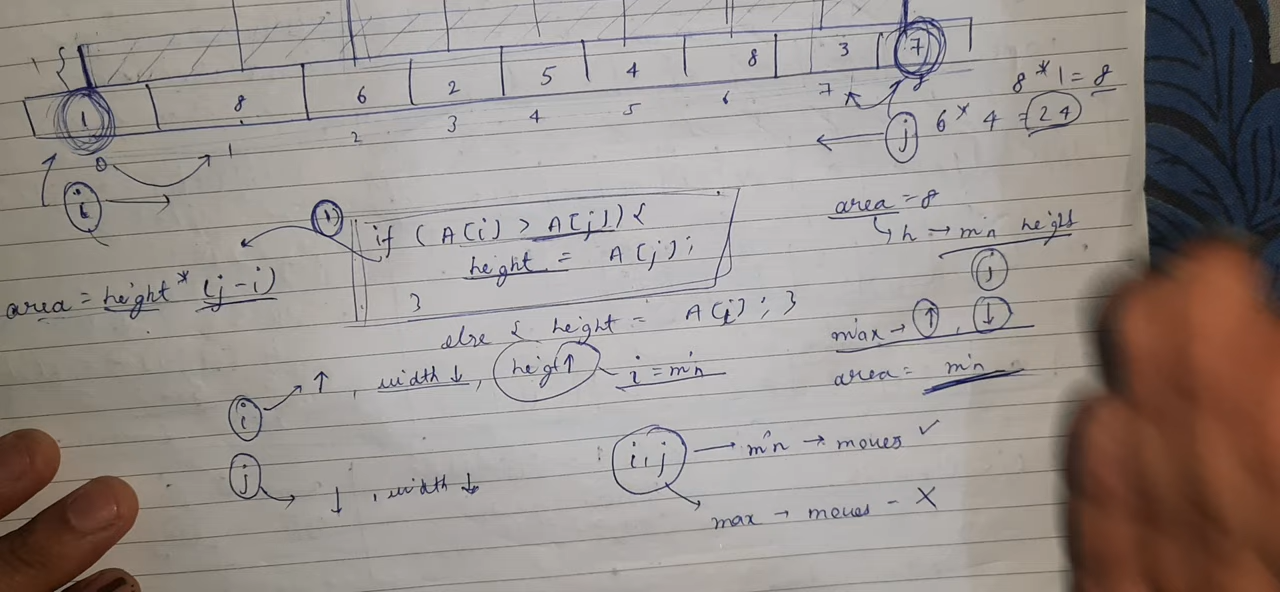 1 8 6 2 5 4 8 3 7
0 1 2 3 4 5 6 7 8
8 * 1 = 8
i
j
6 * 4 = 24
1)
if (A(i) > A(j)) {
height = A(j);
}
else { height = A(i); }
area = height * (j-i)
area = 8
h → min height
j
max → ↑, ↓
area = min
i → ↑, width ↓, height ↑ i = min
j → ↓, width ↓
i, j → min → moves ✓
max → moves - X